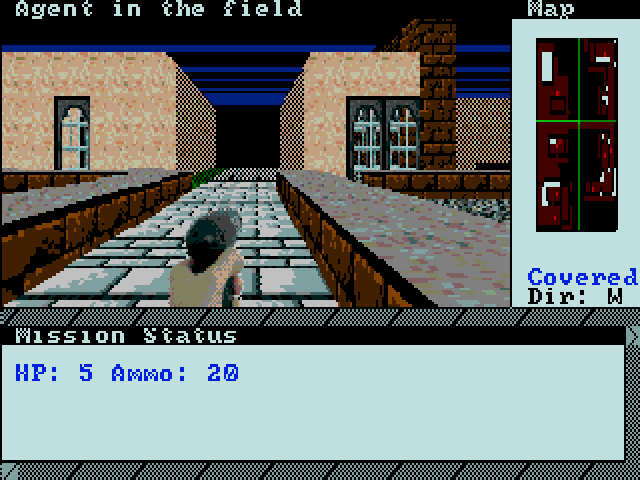 Agent in the field
Map
Covered
Dir: W
Mission Status
HP: 5 Ammo: 20